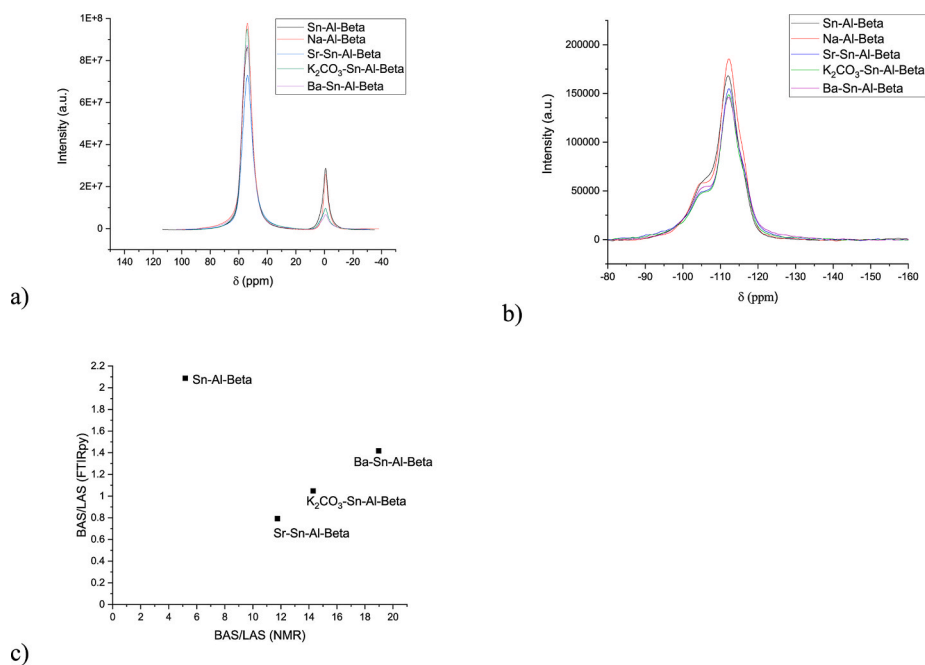 1E+8
8E+7
6E+7
4E+7
2E+7
0
Intensity (a.u.)
140 120 100 80 60 40 20 0 -20 -40
δ (ppm)
Sn-Al-Beta
Na-Al-Beta
Sr-Sn-Al-Beta
K₂CO₃-Sn-Al-Beta
Ba-Sn-Al-Beta
a)
200000
150000
100000
50000
0
Intensity (a.u.)
-80 -90 -100 -110 -120 -130 -140 -150 -160
δ (ppm)
Sn-Al-Beta
Na-Al-Beta
Sr-Sn-Al-Beta
K₂CO₃-Sn-Al-Beta
Ba-Sn-Al-Beta
b)
2.2
2
1.8
1.6
1.4
1.2
1
0.8
0.6
0.4
0.2
0
BAS/LAS (FTIRpy)
Sn-Al-Beta
Ba-Sn-Al-Beta
K₂CO₃-Sn-Al-Beta
Sr-Sn-Al-Beta
0 2 4 6 8 10 12 14 16 18 20
BAS/LAS (NMR)
c)